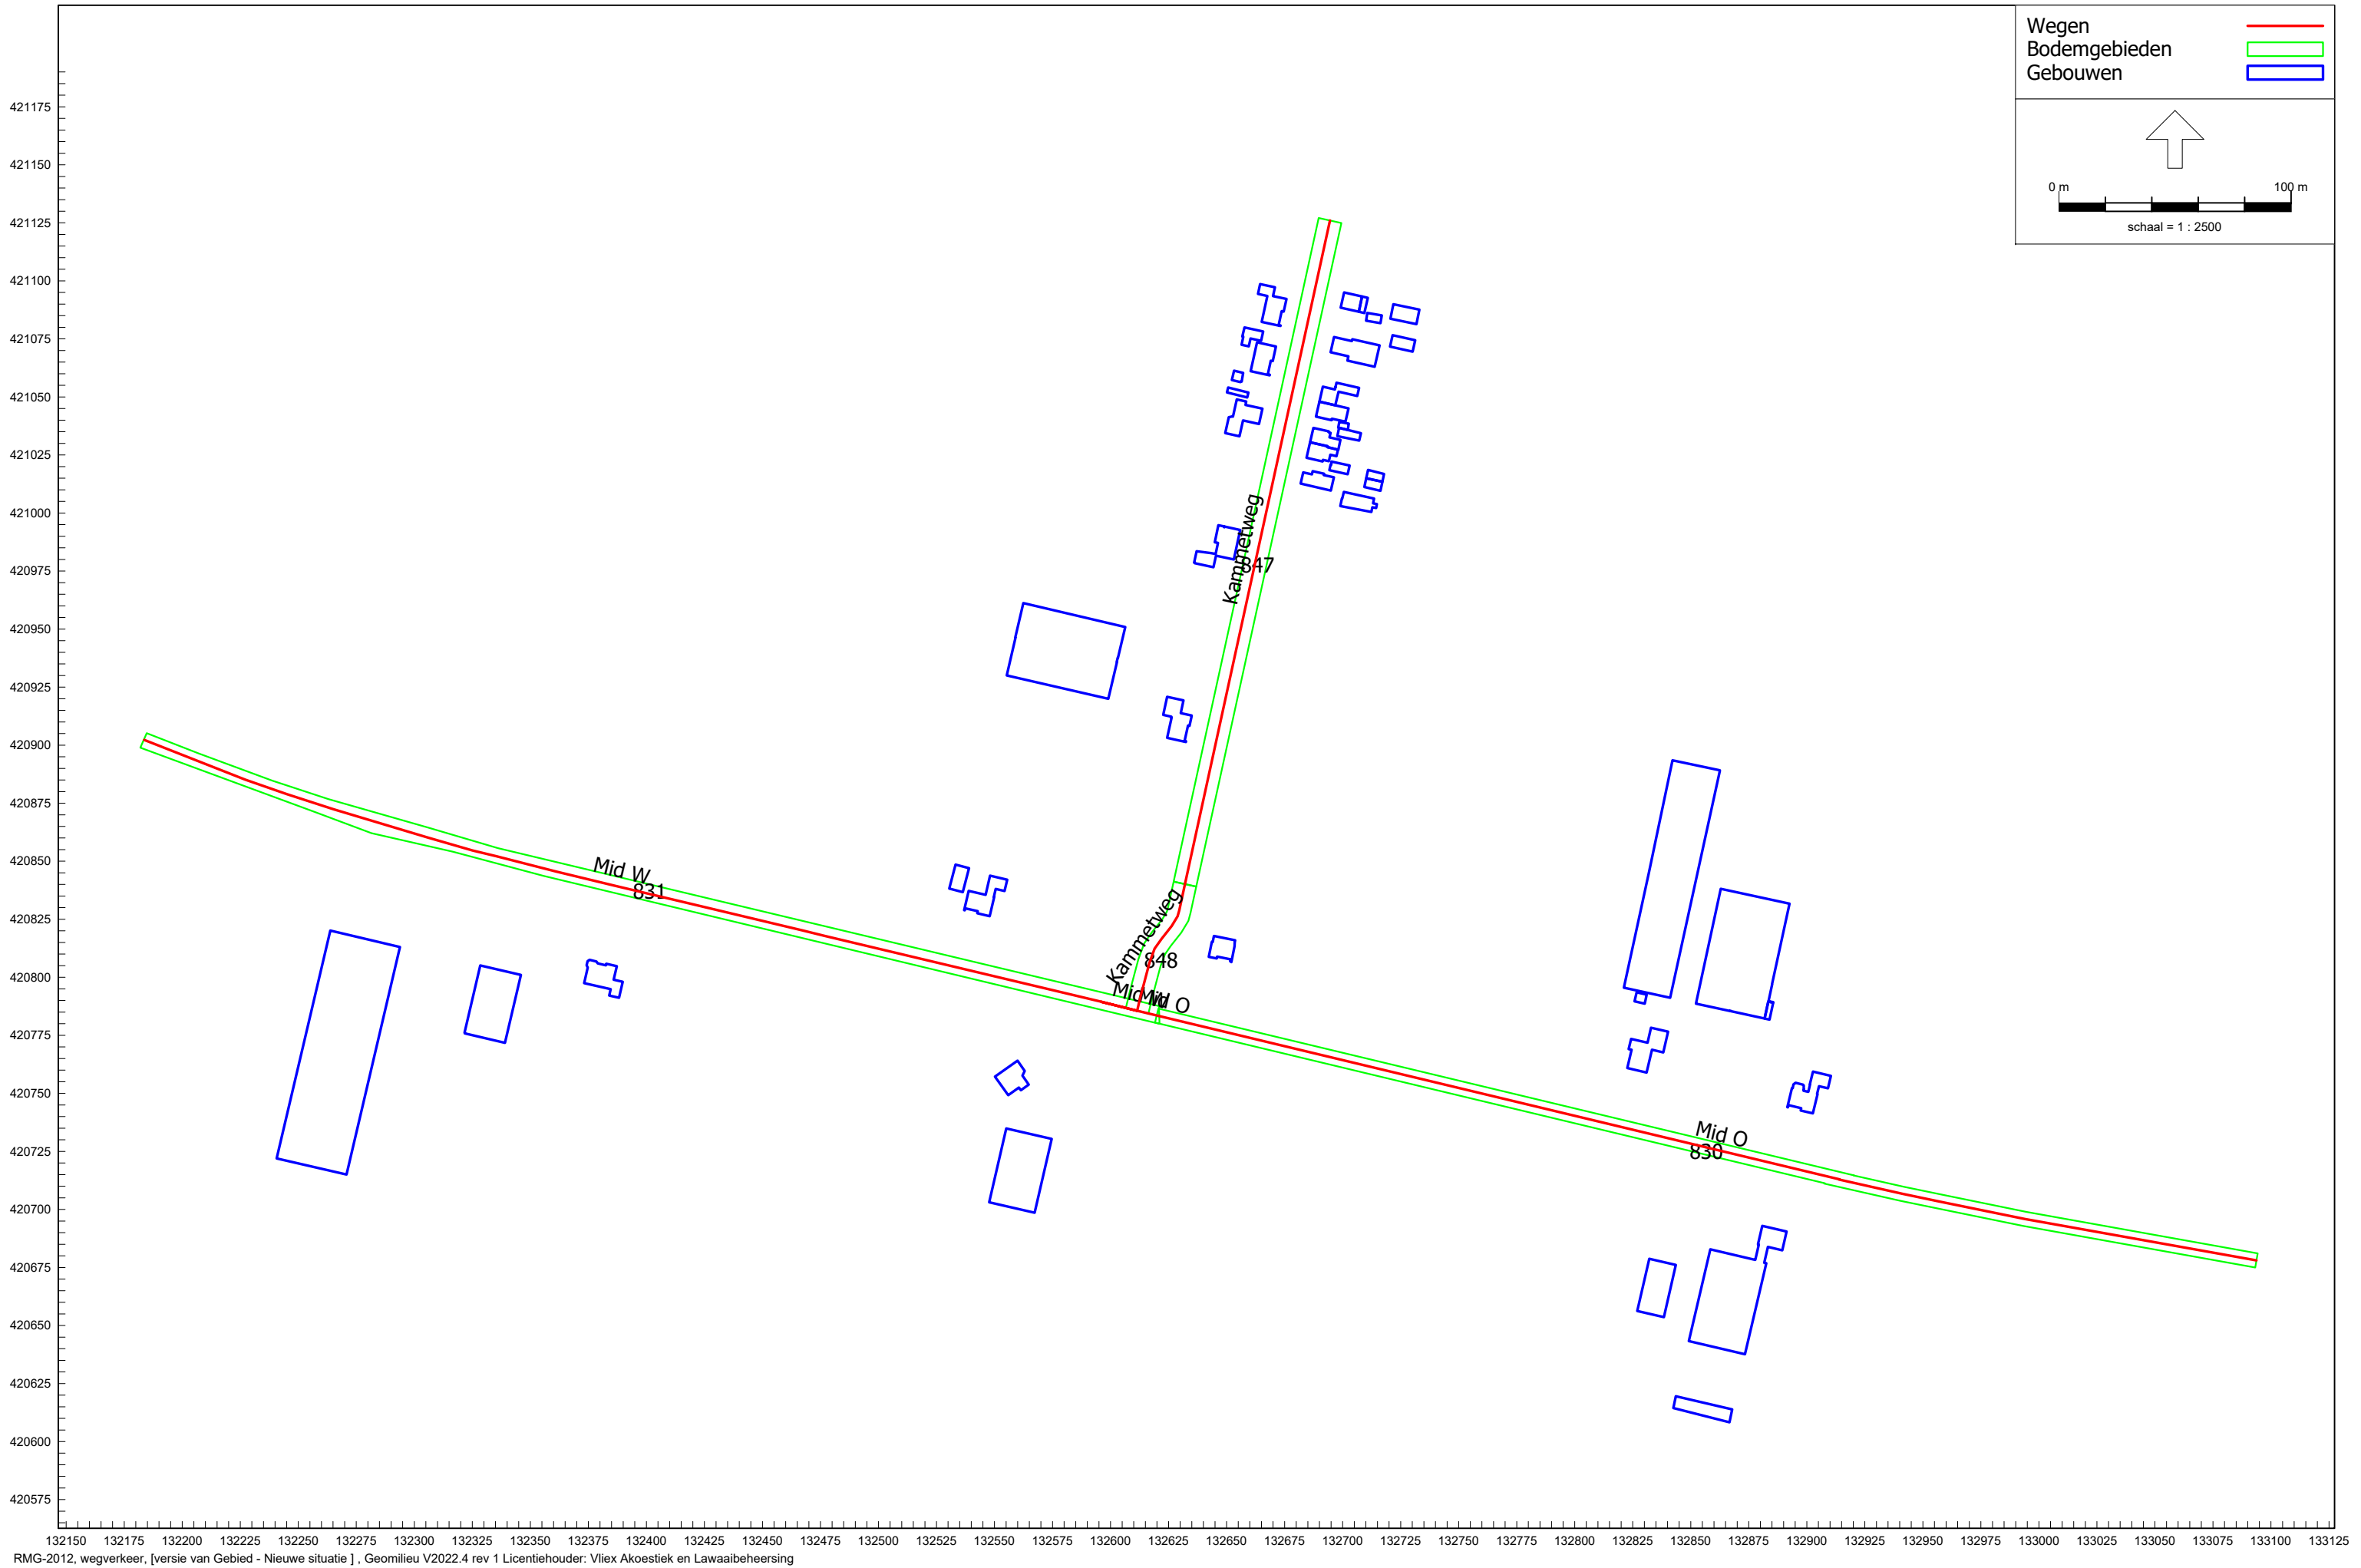 Wegen
Bodemgebieden
Gebouwen
0 m 100 m
schaal = 1 : 2500
421175
421150
421125
421100
421075
421050
421025
421000
420975
420950
420925
420900
420875
420850
420825
420800
420775
420750
420725
420700
420675
420650
420625
420600
420575
Kammetweg
847
Mid W
831
Kammetweg
848
Mid W
Mid O
Mid O
830
132150 132175 132200 132225 132250 132275 132300 132325 132350 132375 132400 132425 132450 132475 132500 132525 132550 132575 132600 132625 132650 132675 132700 132725 132750 132775 132800 132825 132850 132875 132900 132925 132950 132975 133000 133025 133050 133075 133100 133125
RMG-2012, wegverkeer, [versie van Gebied - Nieuwe situatie ] , Geomilieu V2022.4 rev 1 Licentiehouder: Vliex Akoestiek en Lawaaibeheersing